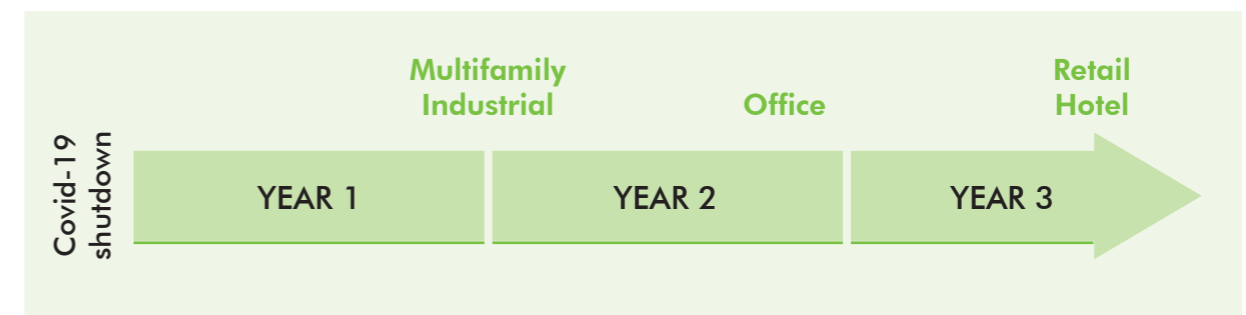 Multifamily
Industrial
Office
Retail
Hotel
Covid-19
shutdown
YEAR 1
YEAR 2
YEAR 3